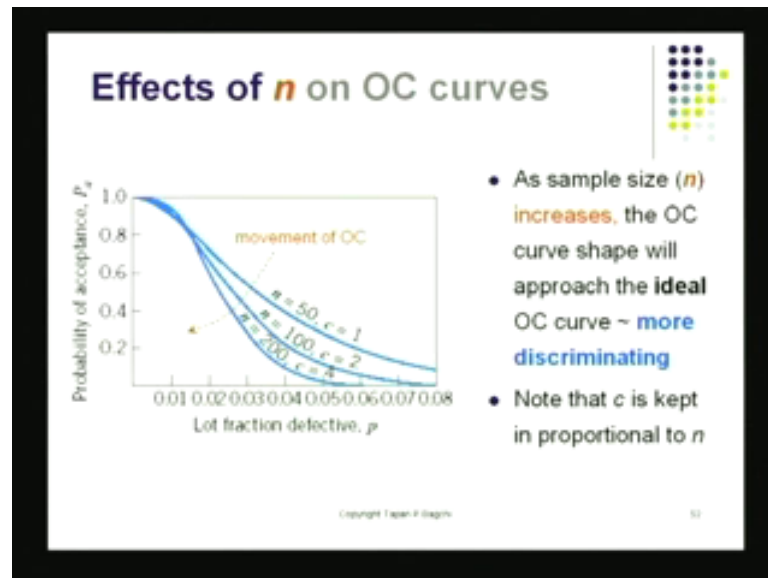 Effects of n on OC curves
Probability of acceptance, Pa
1.0
0.8
0.6
0.4
0.2
movement of OC
n = 50, c = 1
n = 100, c = 2
n = 200, c = 4
0.01 0.02 0.03 0.04 0.05 0.06 0.07 0.08
Lot fraction defective, p
• As sample size (n)
increases, the OC
curve shape will
approach the ideal
OC curve ~ more
discriminating
• Note that c is kept
in proportional to n
Copyright Tapan P Bagchi